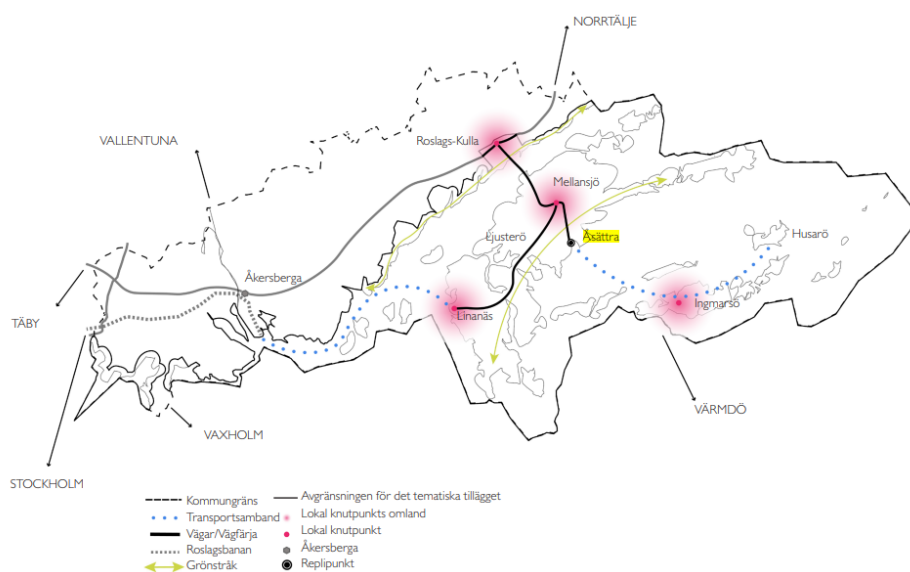 NORRTÄLJE
VALLENTUNA
Roslags-Kulla
Mellansjö
Ljusterö
Åsättra
Husarö
Åkersberga
Linanäs
Ingmarsö
TÄBY
VÄRMDÖ
VAXHOLM
STOCKHOLM
Kommungräns
Transportsamband
Vägar/Vägfärja
Roslagsbanan
Grönstråk
Avgränsningen för det tematiska tillägget
Lokal knutpunkts omland
Lokal knutpunkt
Åkersberga
Replipunkt